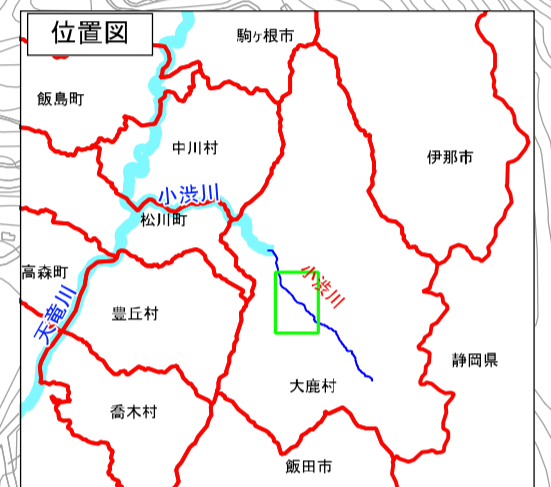 位置図
駒ヶ根市
飯島町
中川村
伊那市
小渋川
松川町
高森町
小渋川
天竜川
豊丘村
静岡県
大鹿村
喬木村
飯田市